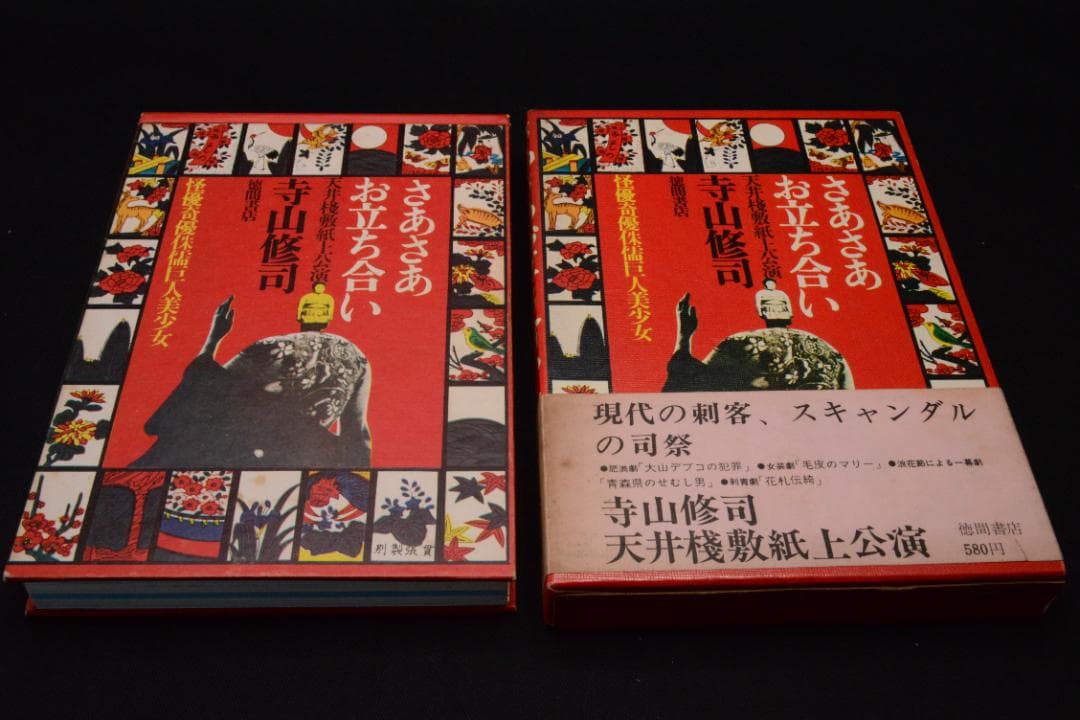 さあさあ
お立ち合い
天井棧敷紙上公演
寺山修司
徳間書店
怪優奇優侏儒巨人美少女
別製張貫
さあさあ
お立ち合い
天井棧敷紙上公演
寺山修司
徳間書店
怪優奇優侏儒巨人美少女
現代の刺客、スキャンダル
の司祭
●肥満劇「大山デブコの犯罪」●女装劇「毛皮のマリー」●浪花節による一幕劇
「青森県のせむし男」●刺青劇「花札伝綺」
寺山修司
天井棧敷紙上公演
徳間書店
580円